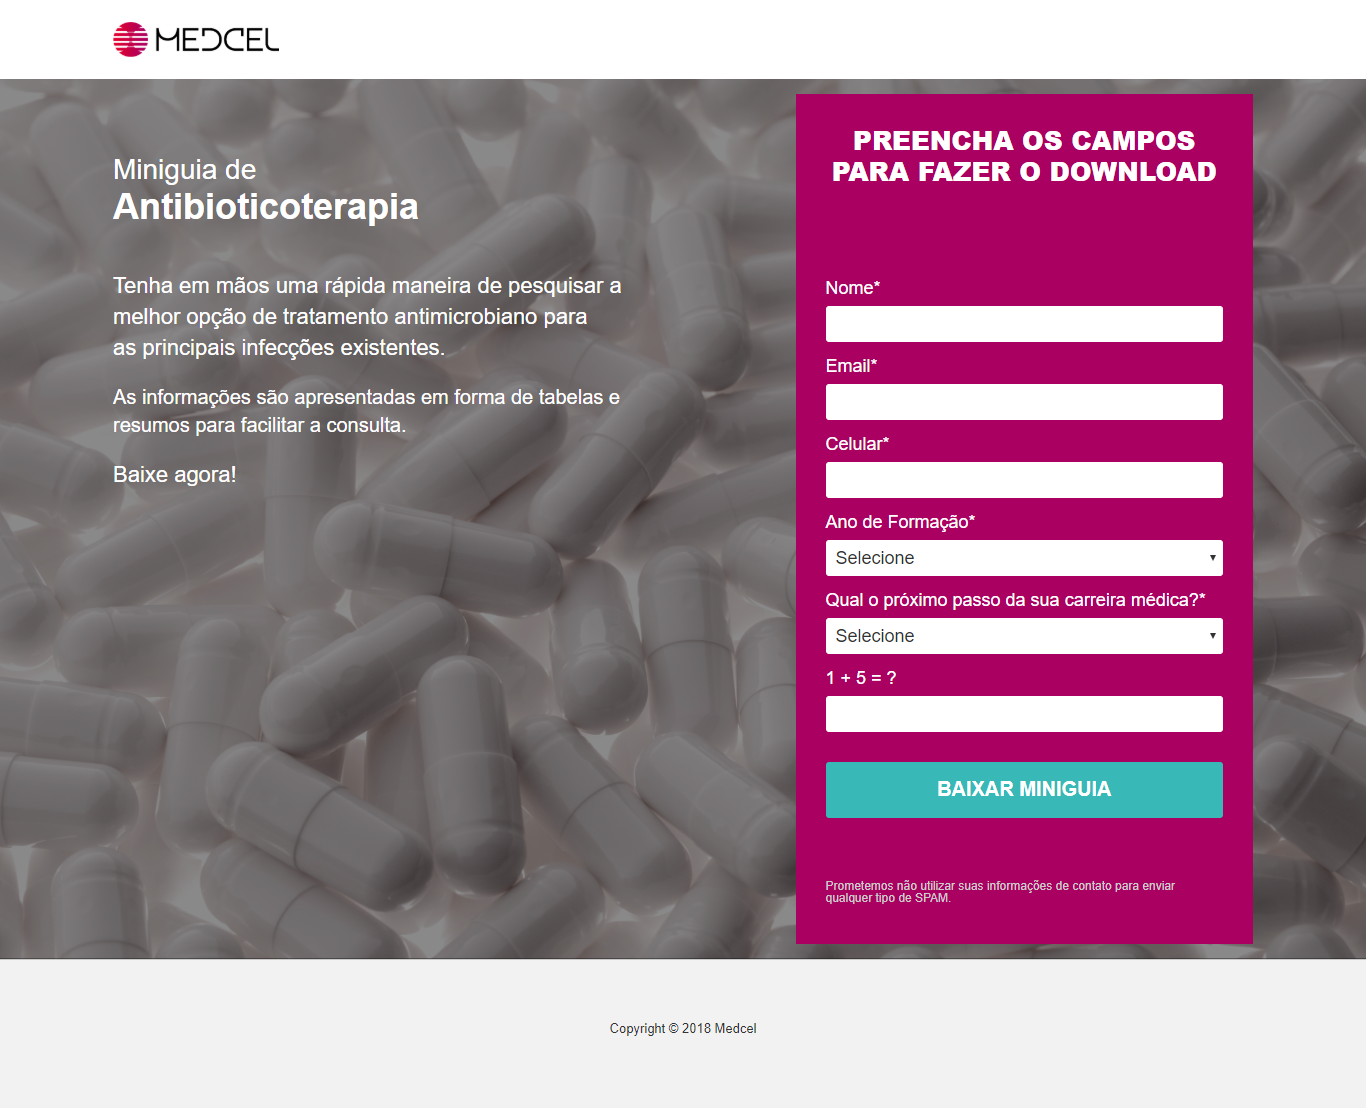 MEDCEL
Miniguia de
Antibioticoterapia
Tenha em mãos uma rápida maneira de pesquisar a
melhor opção de tratamento antimicrobiano para
as principais infecções existentes.
As informações são apresentadas em forma de tabelas e
resumos para facilitar a consulta.
Baixe agora!
PREENCHA OS CAMPOS
PARA FAZER O DOWNLOAD
Nome*
Email*
Celular*
Ano de Formação*
Selecione
Qual o próximo passo da sua carreira médica?*
Selecione
1 + 5 = ?
BAIXAR MINIGUIA
Prometemos não utilizar suas informações de contato para enviar
qualquer tipo de SPAM.
Copyright © 2018 Medcel